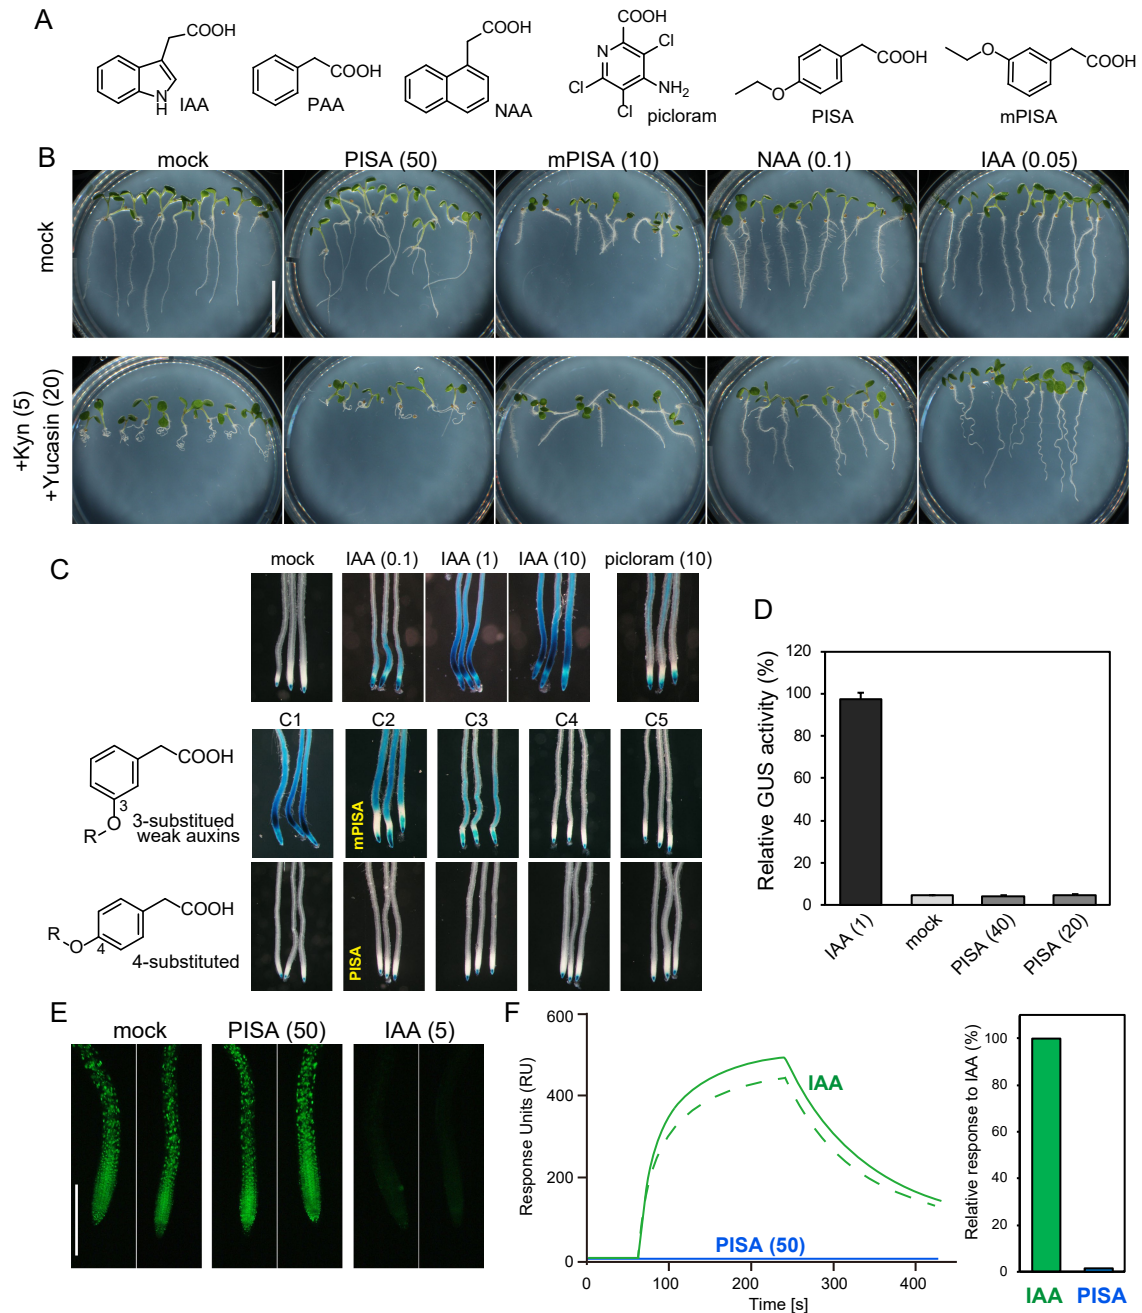 A
COOH
N
H
IAA
COOH
PAA
COOH
NAA
COOH
N
Cl
Cl
NH2
Cl
picloram
COOH
O
PISA
O
COOH
mPISA
B
mock
PISA (50)
mPISA (10)
NAA (0.1)
IAA (0.05)
mock
+Kyn (5)
+Yucasin (20)
C
mock
IAA (0.1)
IAA (1)
IAA (10)
picloram (10)
C1
C2
C3
C4
C5
COOH
3
O
R
3-substitued
weak auxins
mPISA
COOH
R
O
4
4-substituted
PISA
D
Relative GUS activity (%)
120
100
80
60
40
20
0
IAA (1)
mock
PISA (40)
PISA (20)
E
mock
PISA (50)
IAA (5)
F
Response Units (RU)
600
400
200
0
IAA
PISA (50)
0
100
200
300
400
Time [s]
Relative response to IAA (%)
100
80
60
40
20
0
IAA
PISA